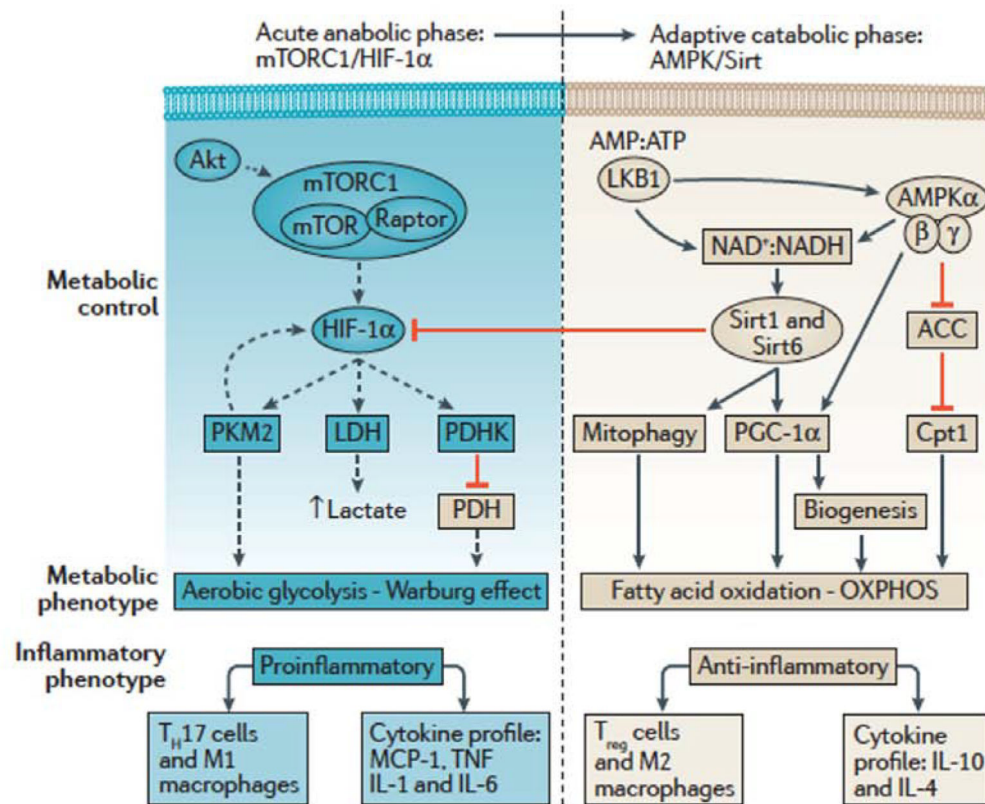 Acute anabolic phase:
mTORC1/HIF-1α
Adaptive catabolic phase:
AMPK/Sirt
Metabolic
control
Akt
mTORC1
mTOR
Raptor
HIF-1α
PKM2
LDH
PDHK
↑Lactate
PDH
AMP:ATP
LKB1
AMPKα
β
γ
NAD⁺:NADH
Sirt1 and
Sirt6
ACC
Mitophagy
PGC-1α
Cpt1
Biogenesis
Metabolic
phenotype
Aerobic glycolysis - Warburg effect
Fatty acid oxidation - OXPHOS
Inflammatory
phenotype
Proinflammatory
T_H17 cells
and M1
macrophages
Cytokine profile:
MCP-1, TNF
IL-1 and IL-6
Anti-inflammatory
T_reg cells
and M2
macrophages
Cytokine
profile: IL-10
and IL-4